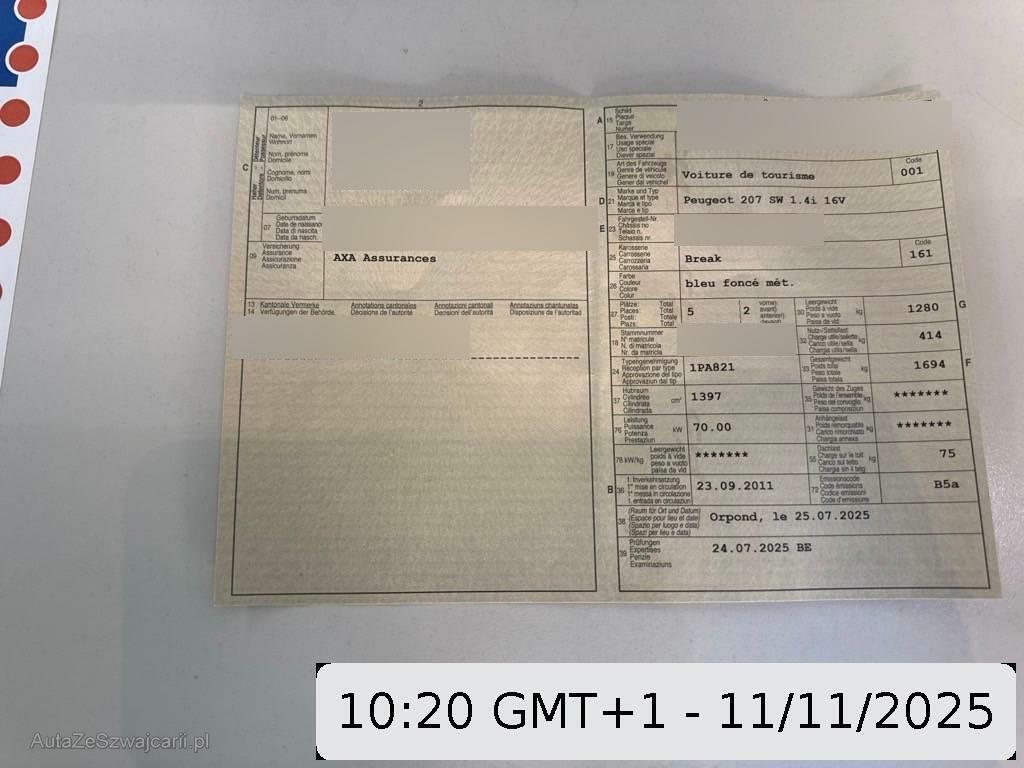 2
01-06
Name, Vornamen
Wohnort
Nom, prénoms
Domicile
C
Cognome, nomi
Domicilio
Num, prenums
Domicil
07
Geburtsdatum
Date de naissance
Data di nascita
Data da nasch.
09
Versicherung
Assurance
Assicurazione
Assicuranza
AXA Assurances
13 Kantonale Vermerke Annotations cantonales Annotazioni cantonali Annotaziuns chantunalas
14 Verfügungen der Behörde. Décisions de l'autorité Decisioni dell'autorità Disposiziuns da l'autoritad
A 15
Schild
Plaque
Targa
Numer
17
Bes. Verwendung
Usage spécial
Uso speciale
Diever spezial
19
Art des Fahrzeugs
Genre de véhicule
Genere di veicolo
Gener dal vehichel
Voiture de tourisme
Code
001
D 21
Marke und Typ
Marque et type
Marca e tipo
Marca e tip
Peugeot 207 SW 1.4i 16V
E 23
Fahrgestell-Nr.
Châssis no
Telaio n.
Schassis nr.
25
Karosserie
Carrosserie
Carrozzeria
Carossaria
Break
Code
161
26
Farbe
Couleur
Colore
Colur
bleu foncé mét.
27
Plätze: Total
Places: Total
Posti: Totale
Plazs: Total
5
2
vorne)
avant)
anteriori)
30
Leergewicht
Poids à vide
Peso a vuoto
Paisa da vid
kg
1280
G
18
Stammnummer
N° matricule
N. di matricola
Nr. da matricla
32
Nutz-/Sattellast
Charge utile/sellette
Carico utile/sella
Chargia utila/sella
kg
414
24
Typengenehmigung
Réception par type
Approvazione del tipo
Approvaziun dal tip
1PA821
33
Gesamtgewicht
Poids total
Peso totale
Paisa totala
kg
1694
F
37
Hubraum
Cylindrée
Cilindrata
Cilindrada
cm³
1397
35
Gewicht des Zuges
Poids de l'ensemble
Peso del convoglio
Paisa cumposiziun
kg
*******
76
Leistung
Puissance
Potenza
Prestaziun
kW
70.00
31
Anhängelast
Poids remorquable
Carico rimorchiato
Chargia annexa
kg
*******
78 kW/kg
Leergewicht
poids à vide
peso a vuoto
paisa da vid
*******
55
Dachlast
Charge sur le toit
Carico sul tetto
Chargia sin il tetg
kg
75
B 36
1. Inverkehrsetzung
1re mise en circulation
1a messa in circolazione
1. entrada en circulaziun
23.09.2011
72
Emissionscode
Code émissions
Codice emissioni
Code d'emissiuns
B5a
38
(Raum für Ort und Datum)
(Espace pour lieu et date)
(Spazio per luogo e data)
(Spazi per lieu e data)
Orpond, le 25.07.2025
39
Prüfungen
Expertises
Perizie
Examinaziuns
24.07.2025 BE
10:20 GMT+1 - 11/11/2025
AutaZeSzwajcarii.pl